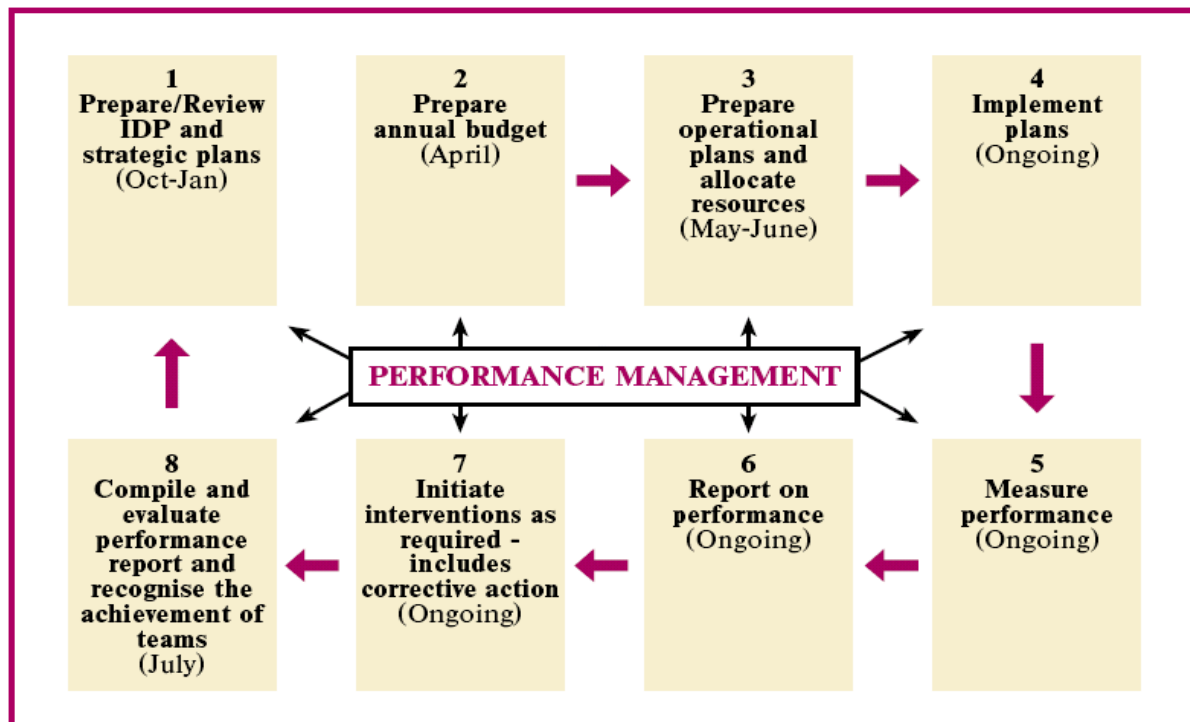 1
Prepare/Review
IDP and
strategic plans
(Oct-Jan)
2
Prepare
annual budget
(April)
3
Prepare
operational
plans and
allocate
resources
(May-June)
4
Implement
plans
(Ongoing)
PERFORMANCE MANAGEMENT
8
Compile and
evaluate
performance
report and
recognise the
achievement of
teams
(July)
7
Initiate
interventions as
required -
includes
corrective action
(Ongoing)
6
Report on
performance
(Ongoing)
5
Measure
performance
(Ongoing)